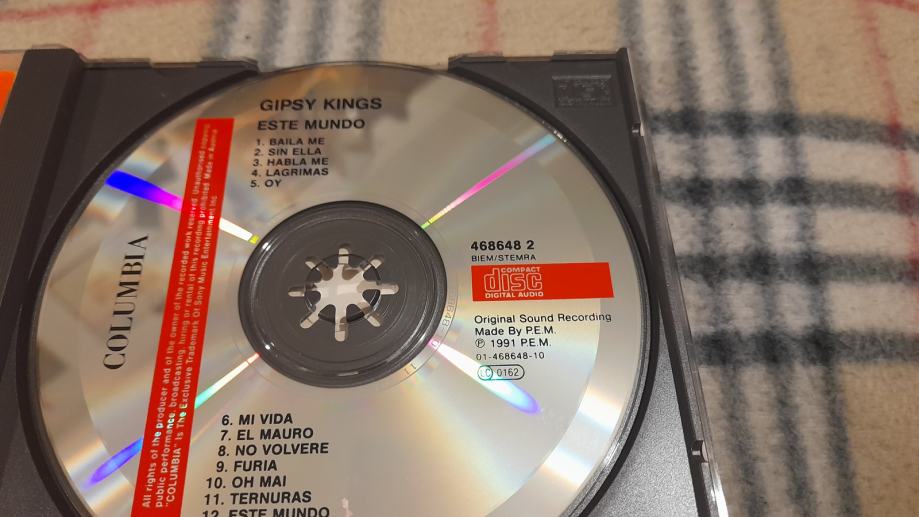 GIPSY KINGS
ESTE MUNDO
1. BAILA ME
2. SIN ELLA
3. HABLA ME
4. LAGRIMAS
5. OY
COLUMBIA
All rights of the producer and of the owner of the recorded work reserved. Unauthorised copying
public performance, broadcasting, hiring or rental of this recording prohibited. Made in Austria
"COLUMBIA" Is The Exclusive Trademark Of Sony Music Entertainment Inc
468648 2
BIEM/STEMRA
COMPACT
disc
DIGITAL AUDIO
Original Sound Recording
Made By P.E.M.
℗ 1991 P.E.M.
01-468648-10
LC 0162
6. MI VIDA
7. EL MAURO
8. NO VOLVERE
9. FURIA
10. OH MAI
11. TERNURAS
12. ESTE MUNDO